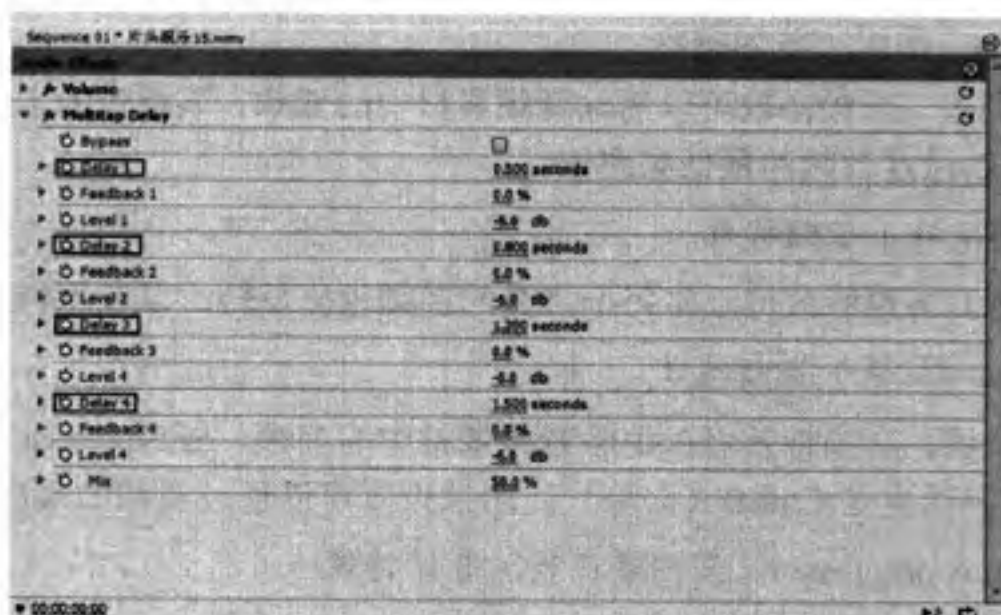 Sequence 01 * 片头娱乐15.wmv
Audio Effects
fx Volume
fx MultiTap Delay
Bypass
Delay 1 0.500 seconds
Feedback 1 0.0 %
Level 1 -6.0 db
Delay 2 0.800 seconds
Feedback 2 0.0 %
Level 2 -6.0 db
Delay 3 1.200 seconds
Feedback 3 0.0 %
Level 4 -6.0 db
Delay 4 1.500 seconds
Feedback 4 0.0 %
Level 4 -6.0 db
Mix 50.0 %
00:00:00:00